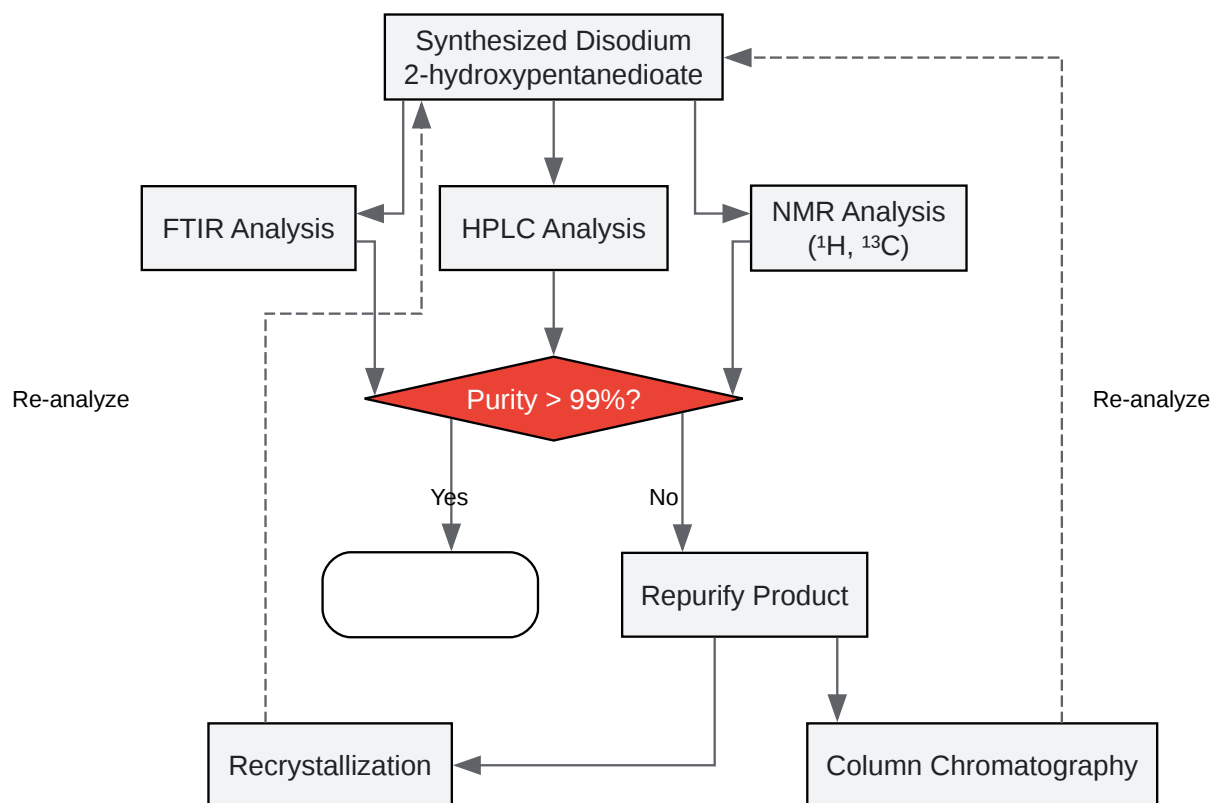 Synthesized Disodium
2-hydroxypentanedioate
FTIR Analysis
HPLC Analysis
NMR Analysis
(¹H, ¹³C)
Re-analyze
Purity > 99%?
Re-analyze
Yes
No
Repurify Product
Recrystallization
Column Chromatography